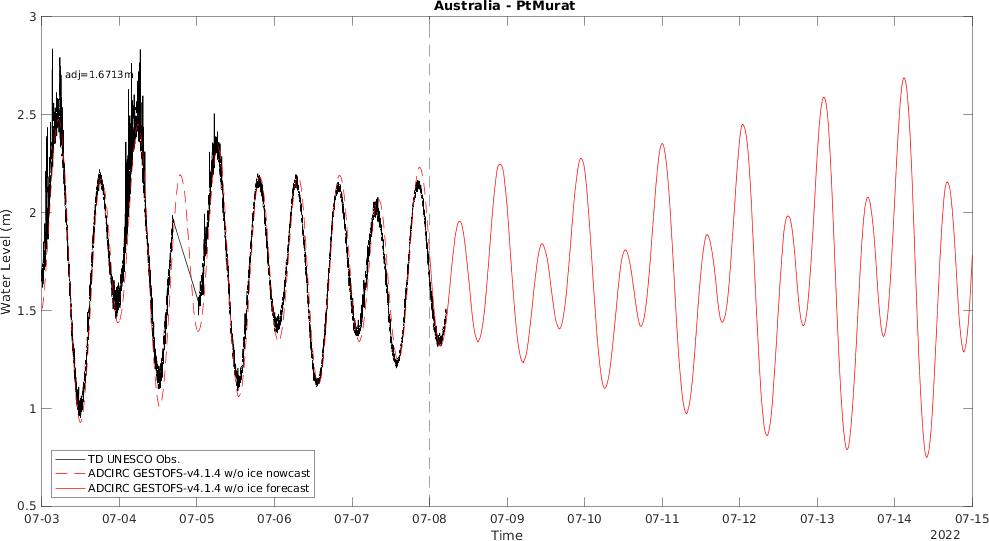 Australia - PtMurat
Water Level (m)
3
2.5
2
1.5
1
0.5
adj=1.6713m
TD UNESCO Obs.
ADCIRC GESTOFS-v4.1.4 w/o ice nowcast
ADCIRC GESTOFS-v4.1.4 w/o ice forecast
07-03 07-04 07-05 07-06 07-07 07-08 07-09 07-10 07-11 07-12 07-13 07-14 07-15
Time
2022